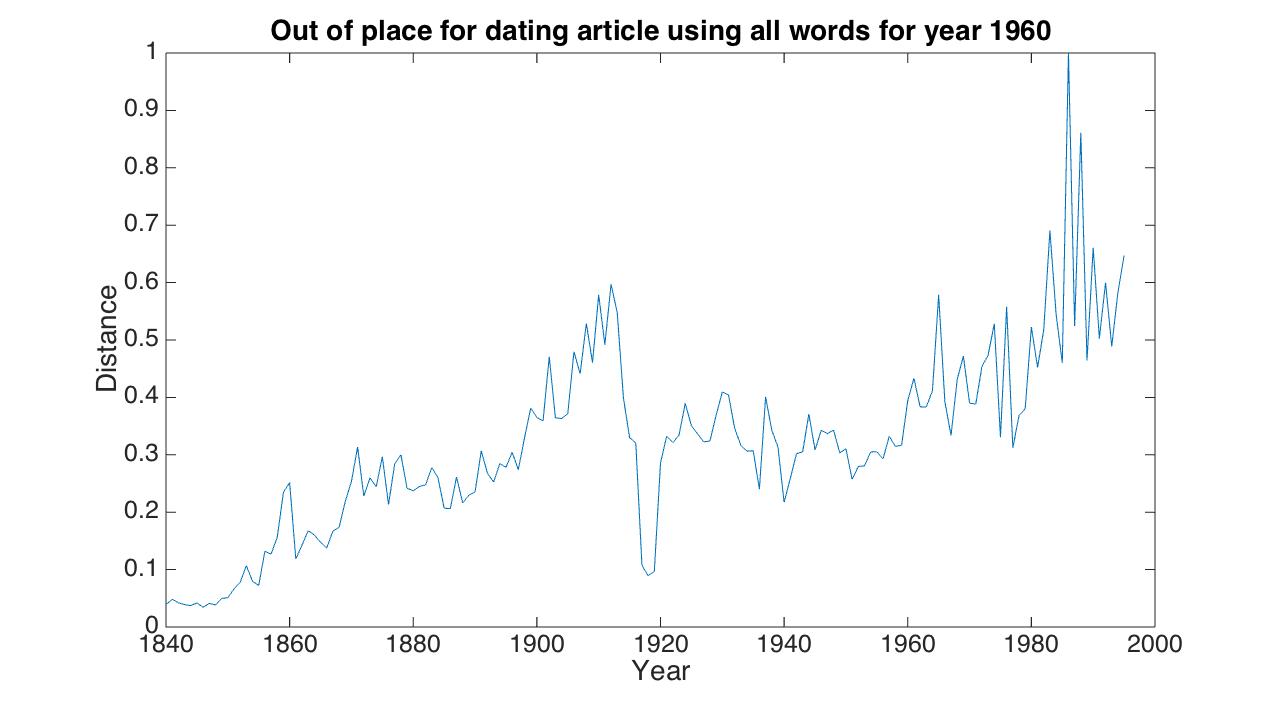 Out of place for dating article using all words for year 1960
1
0.9
0.8
0.7
0.6
0.5
0.4
0.3
0.2
0.1
0
Distance
1840 1860 1880 1900 1920 1940 1960 1980 2000
Year